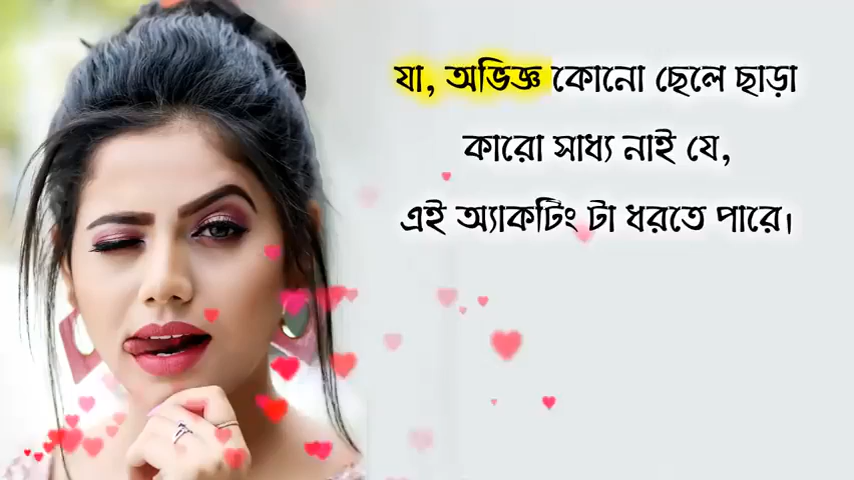 যা, অভিজ্ঞ কোনো ছেলে ছাড়া
কারো সাধ্য নাই যে,
এই অ্যাকটিং টা ধরতে পারে।